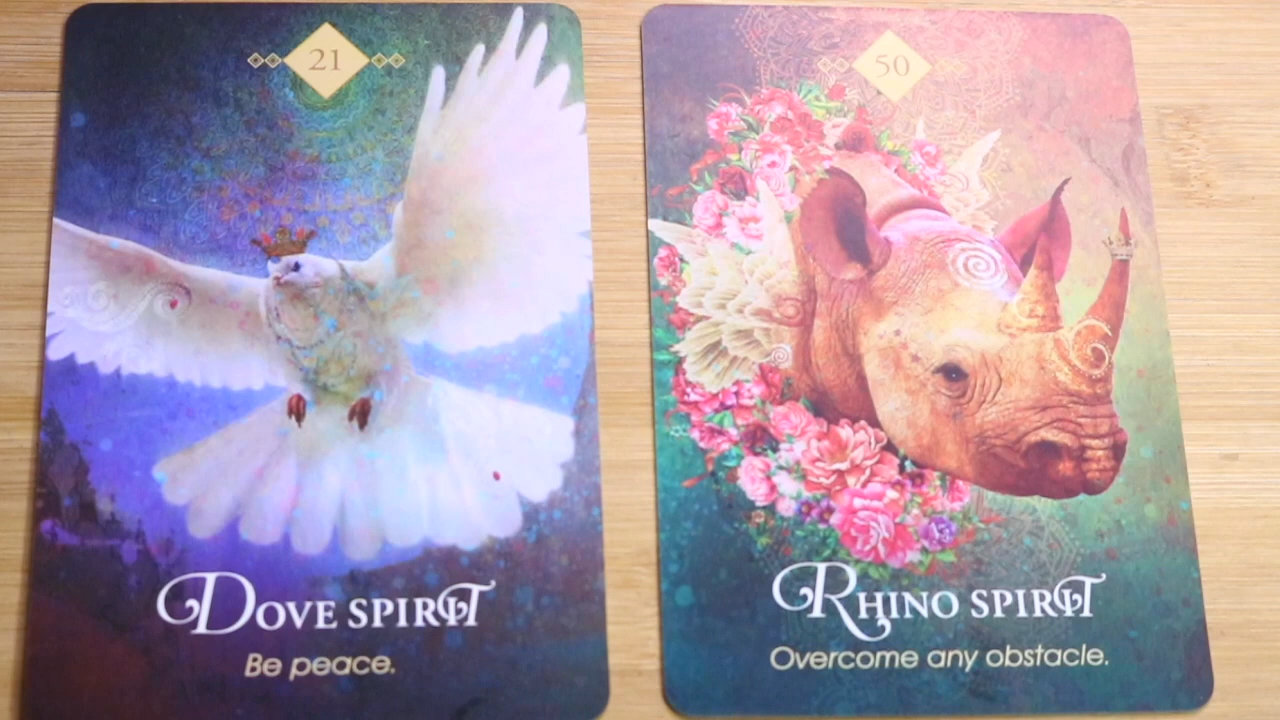 21
DOVE SPIRIT
Be peace.
50
RHINO SPIRIT
Overcome any obstacle.